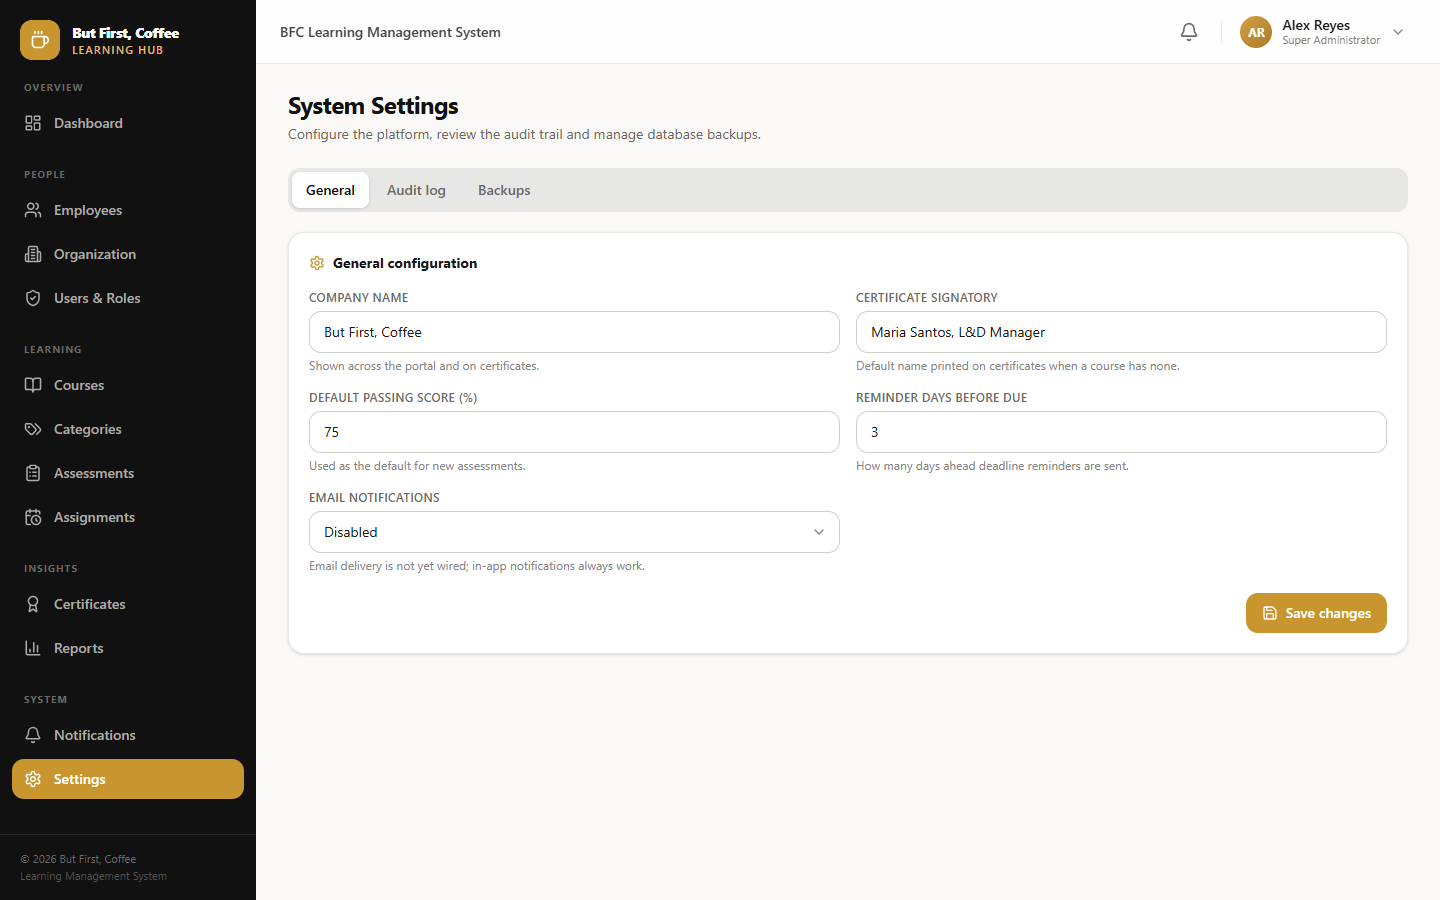 But First, Coffee
LEARNING HUB
OVERVIEW
Dashboard
PEOPLE
Employees
Organization
Users & Roles
LEARNING
Courses
Categories
Assessments
Assignments
INSIGHTS
Certificates
Reports
SYSTEM
Notifications
Settings
© 2026 But First, Coffee
Learning Management System
BFC Learning Management System
AR
Alex Reyes
Super Administrator
System Settings
Configure the platform, review the audit trail and manage database backups.
General
Audit log
Backups
General configuration
COMPANY NAME
But First, Coffee
Shown across the portal and on certificates.
CERTIFICATE SIGNATORY
Maria Santos, L&D Manager
Default name printed on certificates when a course has none.
DEFAULT PASSING SCORE (%)
75
Used as the default for new assessments.
REMINDER DAYS BEFORE DUE
3
How many days ahead deadline reminders are sent.
EMAIL NOTIFICATIONS
Disabled
Email delivery is not yet wired; in-app notifications always work.
Save changes